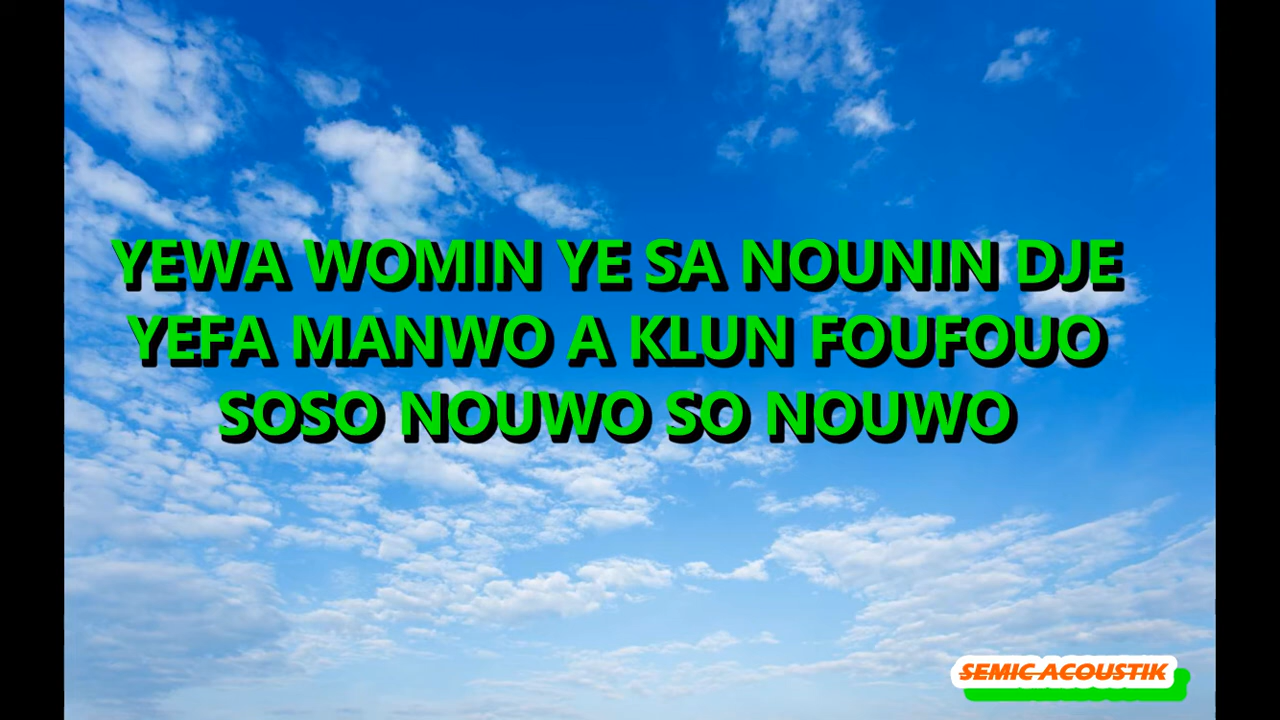 YEWA WOMIN YE SA NOUNIN DJE
YEFA MANWO A KLUN FOUFOUO
SOSO NOUWO SO NOUWO
SEMIC ACOUSTIK